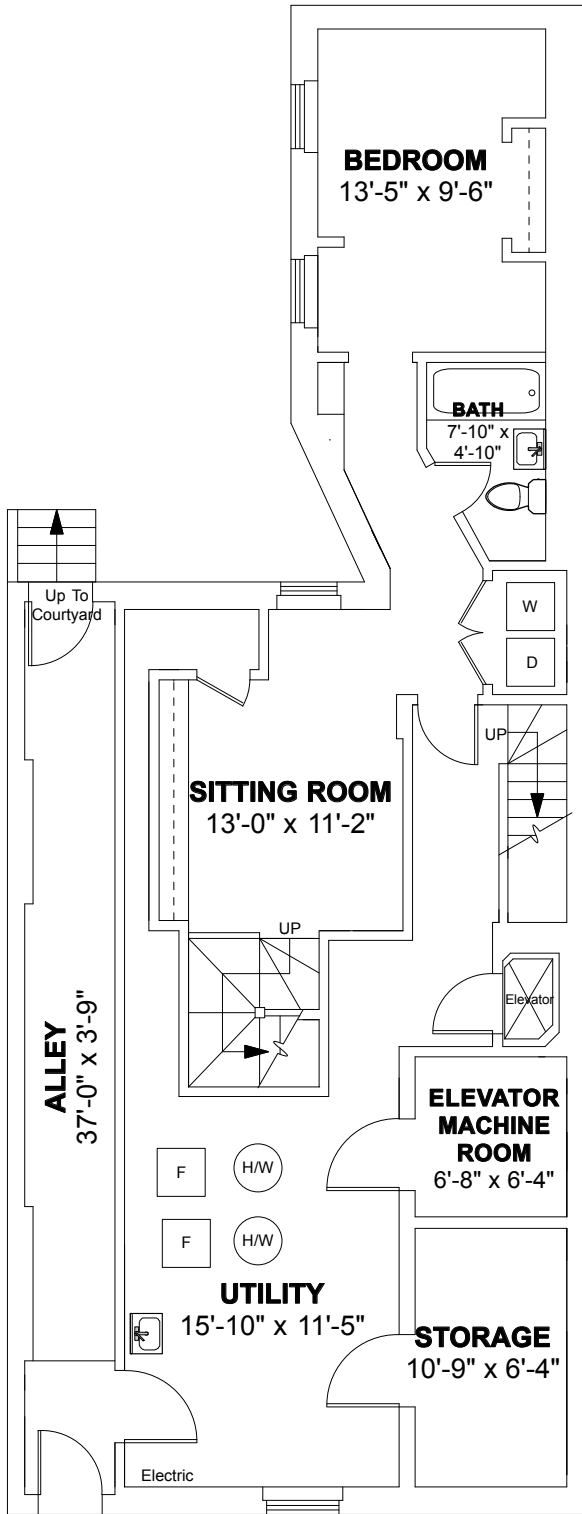 BEDROOM
13'-5" x 9'-6"
BATH
7'-10" x
4'-10"
Up To
Courtyard
W
D
UP
SITTING ROOM
13'-0" x 11'-2"
UP
Elevator
ALLEY
37'-0" x 3'-9"
ELEVATOR
MACHINE
ROOM
6'-8" x 6'-4"
F
H/W
F
H/W
UTILITY
15'-10" x 11'-5"
STORAGE
10'-9" x 6'-4"
Electric